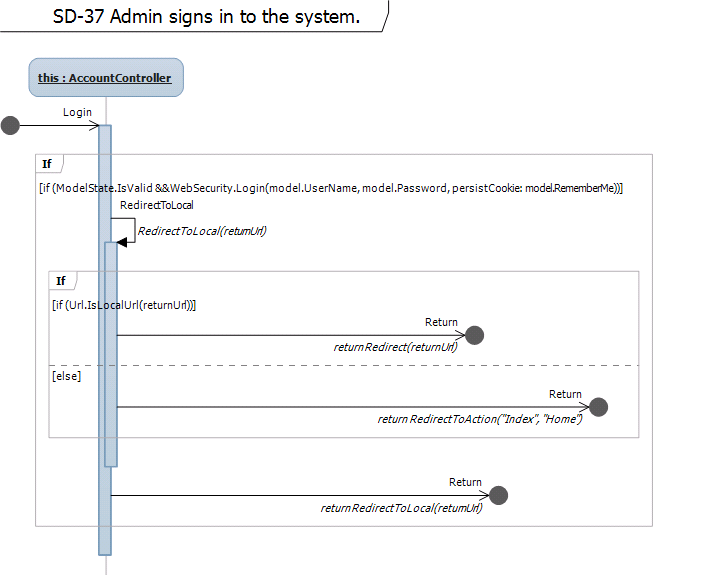 SD-37 Admin signs in to the system.
this : AccountController
Login
If
[if (ModelState.IsValid &&WebSecurity.Login(model.UserName, model.Password, persistCookie: model.RememberMe))]
RedirectToLocal
RedirectToLocal(returnUrl)
If
[if (Url.IsLocalUrl(returnUrl))]
Return
returnRedirect(returnUrl)
[else]
Return
returnRedirectToAction("Index", "Home")
Return
returnRedirectToLocal(returnUrl)